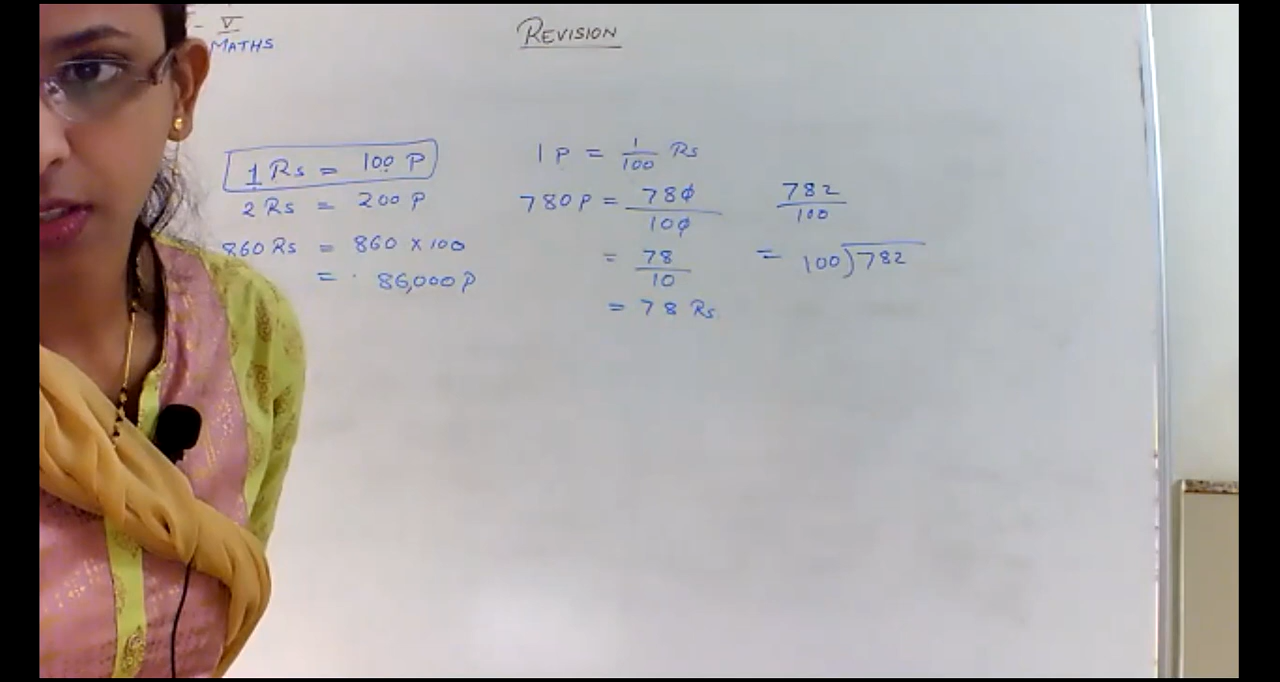 - V
MATHS
REVISION
1 Rs = 100 P
2 Rs = 200 P
860 Rs = 860 × 100
= 86,000 P
1 P = 1/100 Rs
780 P = 780/100
= 78/10
= 78 Rs
782/100
= 100)782